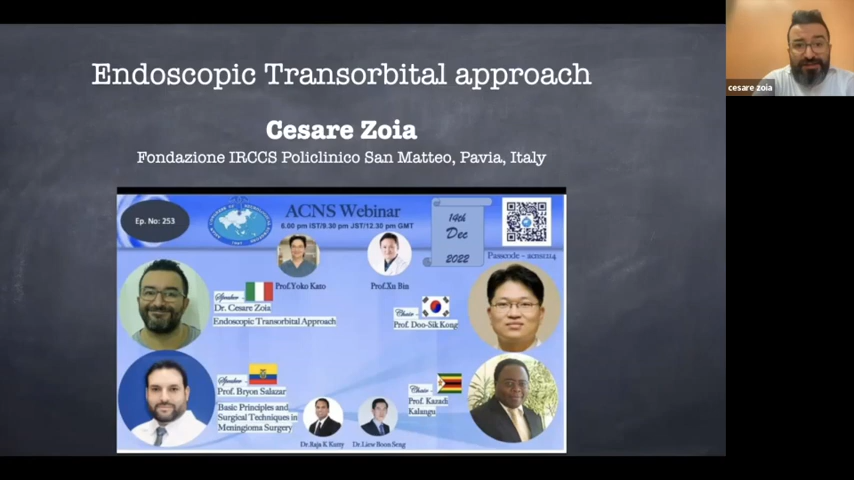 Endoscopic Transorbital approach
cesare zoia
Cesare Zoia
Fondazione IRCCS Policlinico San Matteo, Pavia, Italy
Ep. No: 253
ACNS Webinar
6.00 pm IST/9.30 pm JST/12.30 pm GMT
14th
Dec
2022
Passcode - acnsc114
Prof.Yoko Kato
Prof.Xu Bin
Speaker -
Dr. Cesare Zoia
Endoscopic Transorbital Approach
Chair -
Prof. Doo-Sik Kong
Speaker -
Prof. Bryon Salazar
Basic Principles and
Surgical Techniques in
Meningioma Surgery
Chair -
Prof. Kazadi
Kalangu
Dr.Raja K Kutty
Dr.Liew Boon Seng